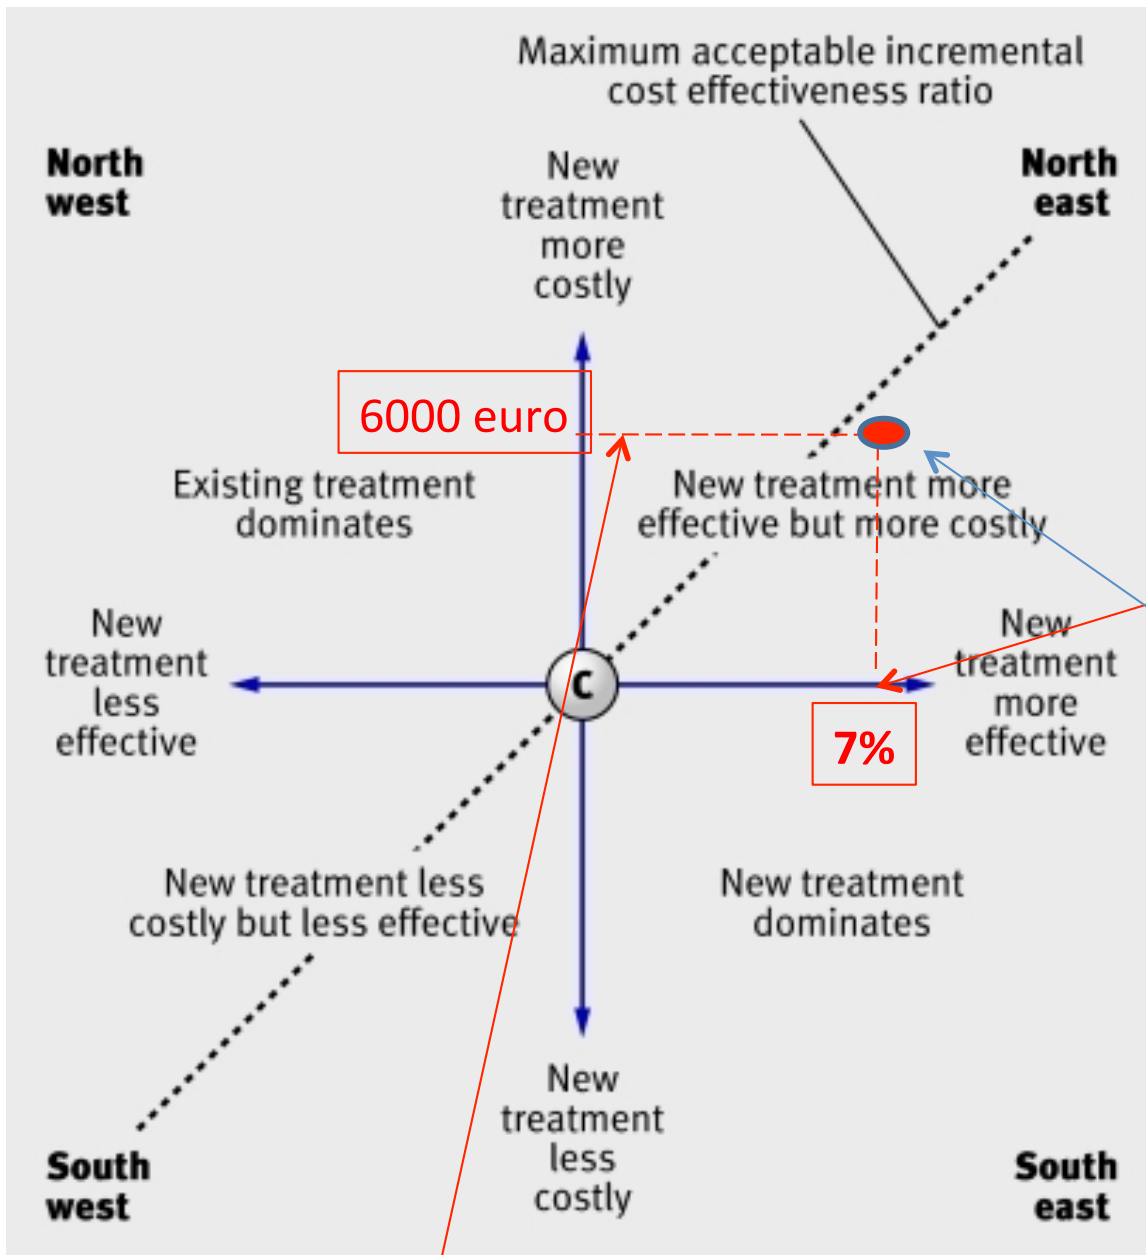 Maximum acceptable incremental
cost effectiveness ratio
North
west
New
treatment
more
costly
North
east
6000 euro
Existing treatment
dominates
New treatment more
effective but more costly
New
treatment
less
effective
C
New
treatment
more
effective
7%
New treatment less
costly but less effective
New treatment
dominates
New
treatment
less
costly
South
west
South
east